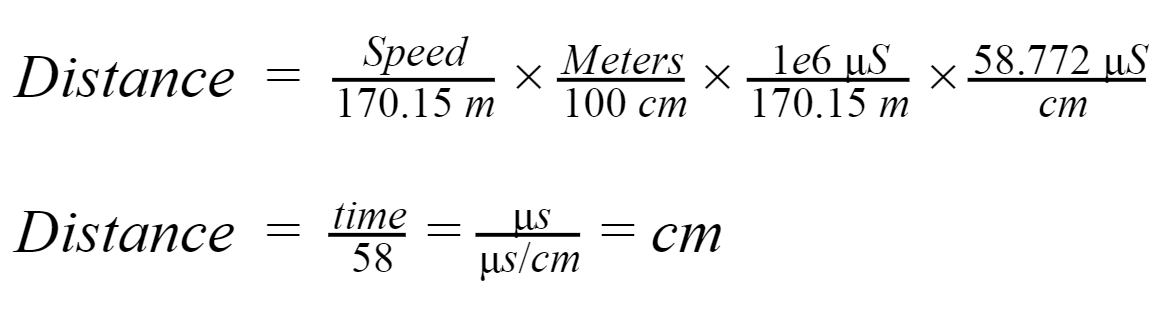 Distance = Speed/170.15 m × Meters/100 cm × 1e6 µS/170.15 m × 58.772 µS/cm
Distance = time/58 = µs/µs/cm = cm